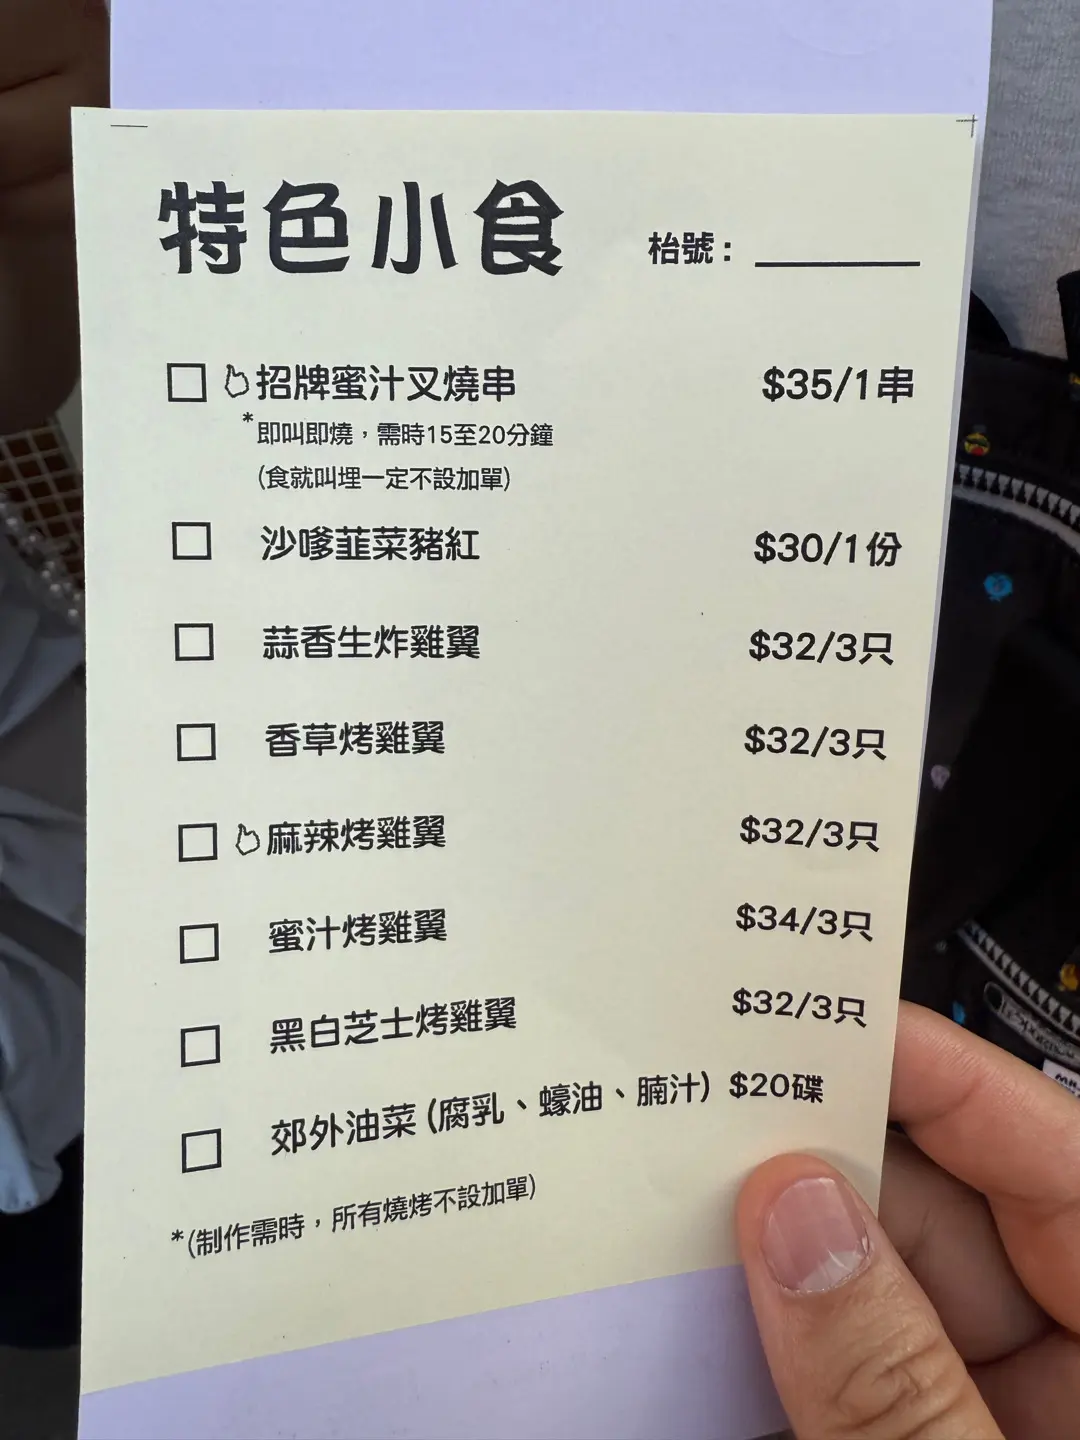 特色小食
枱號：
招牌蜜汁叉燒串 $35/1串
*即叫即燒，需時15至20分鐘
(食就叫埋一定不設加單)
沙嗲韮菜豬紅 $30/1份
蒜香生炸雞翼 $32/3只
香草烤雞翼 $32/3只
麻辣烤雞翼 $32/3只
蜜汁烤雞翼 $34/3只
黑白芝士烤雞翼 $32/3只
郊外油菜(腐乳、蠔油、腩汁) $20碟
*(制作需時，所有燒烤不設加單)